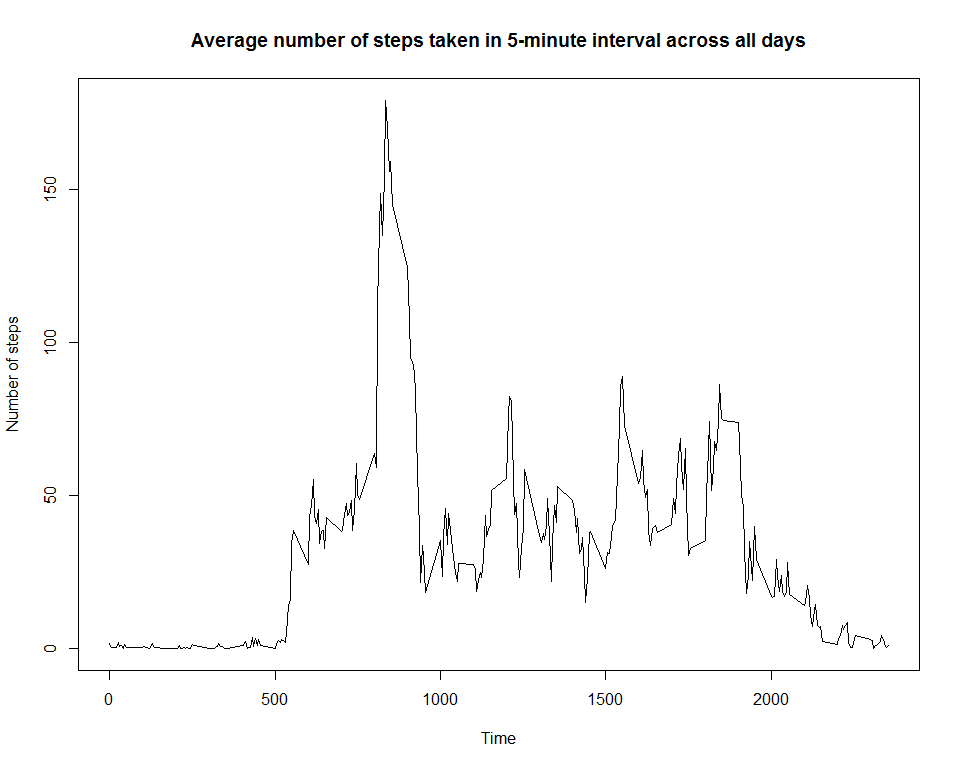 Average number of steps taken in 5-minute interval across all days
150
100
50
0
Number of steps
0 500 1000 1500 2000
Time